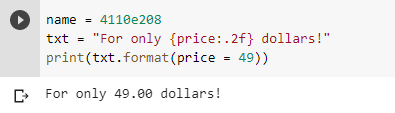 name = 4110e208
txt = "For only {price:.2f} dollars!"
print(txt.format(price = 49))
For only 49.00 dollars!